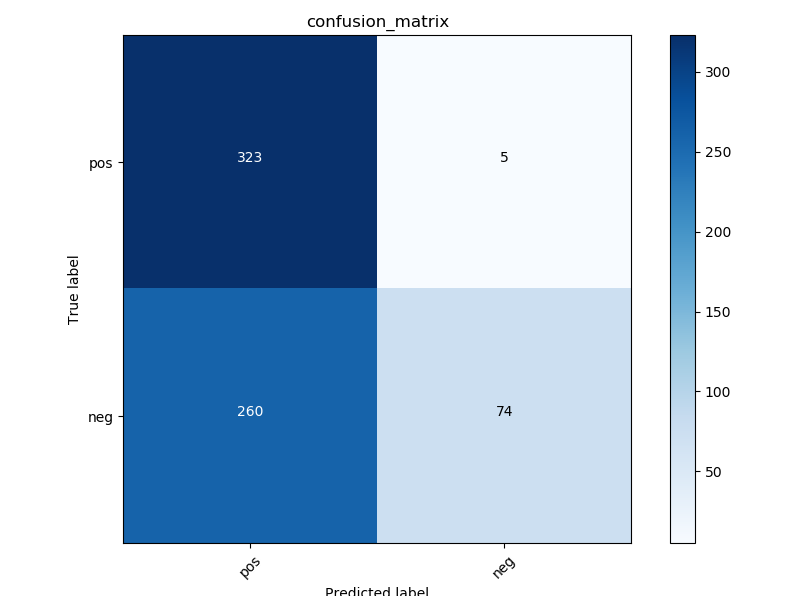 confusion_matrix
300
pos
323
5
250
200
True label
150
100
neg
260
74
50
pos
neg
Predicted label